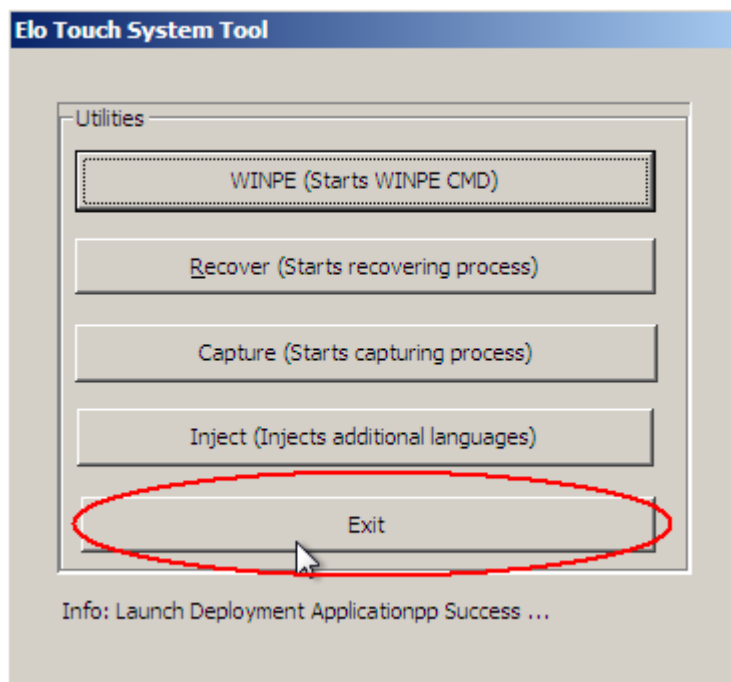 Elo Touch System Tool
Utilities
WINPE (Starts WINPE CMD)
Recover (Starts recovering process)
Capture (Starts capturing process)
Inject (Injects additional languages)
Exit
Info: Launch Deployment Applicationpp Success ...